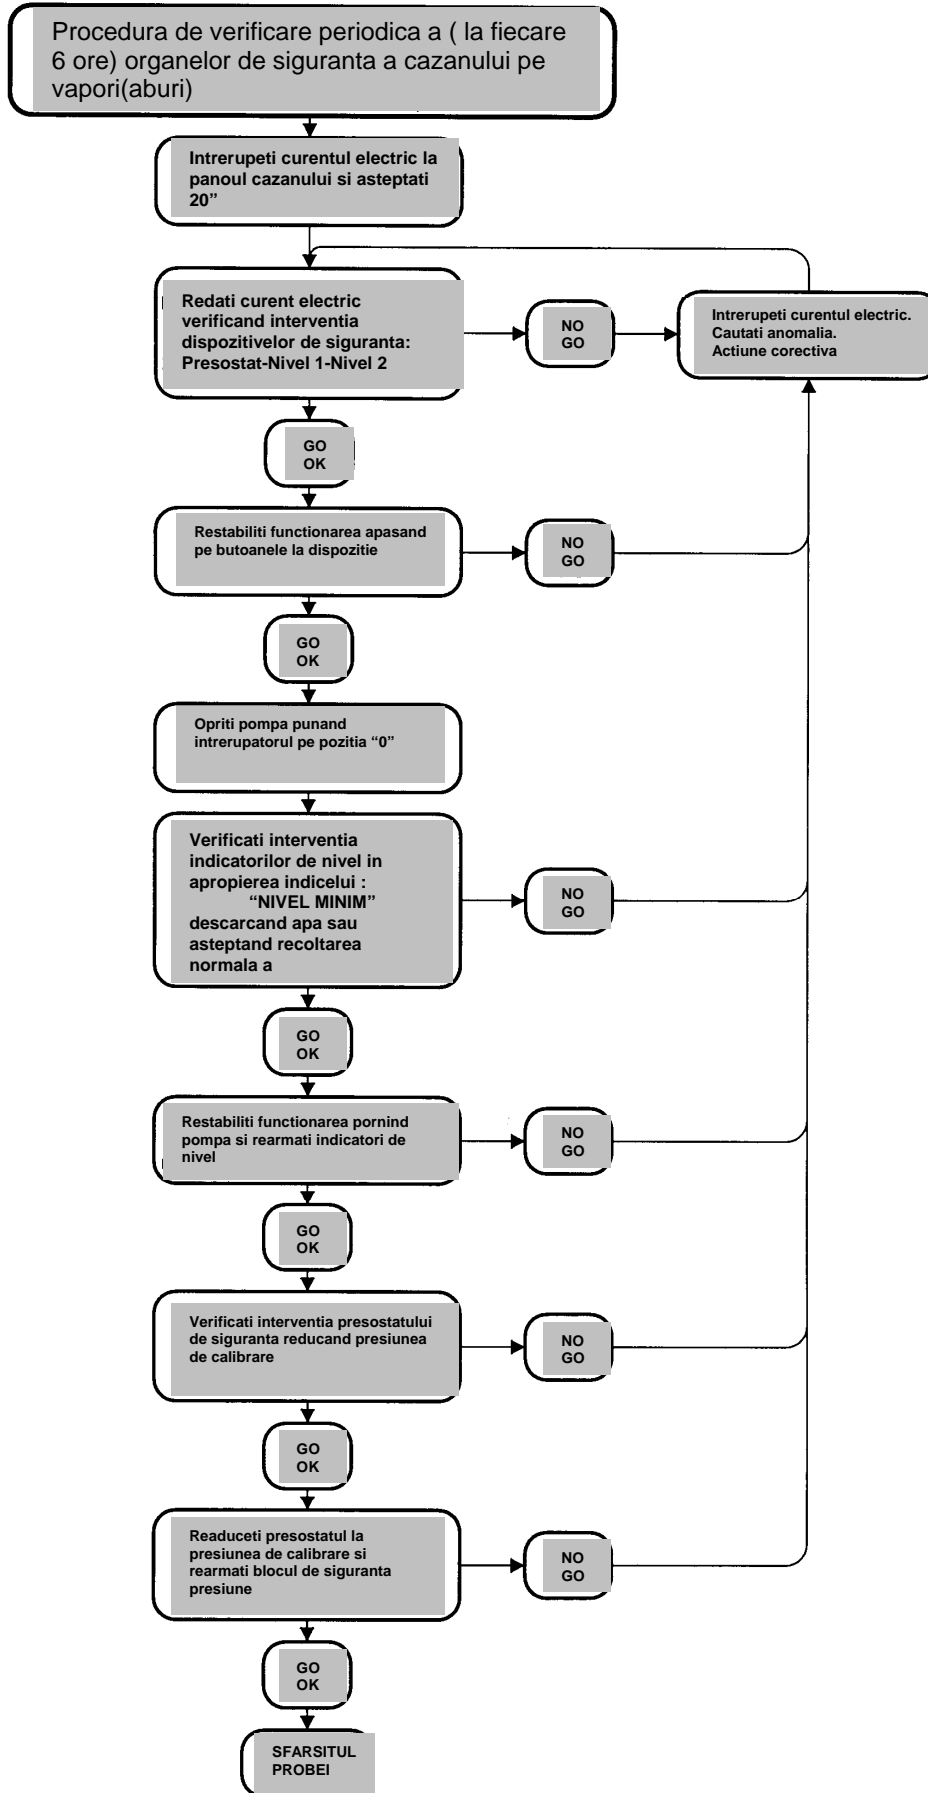 Procedura de verificare periodica a ( la fiecare
6 ore) organelor de siguranta a cazanului pe
vapori(aburi)
Intrerupeti curentul electric la
panoul cazanului si asteptati
20”
Redati curent electric
verificand interventia
dispozitivelor de siguranta:
Presostat-Nivel 1-Nivel 2
NO
GO
Intrerupeti curentul electric.
Cautati anomalia.
Actiune corectiva
GO
OK
Restabiliti functionarea apasand
pe butoanele la dispozitie
NO
GO
GO
OK
Opriti pompa punand
intrerupatorul pe pozitia “0”
Verificati interventia
indicatorilor de nivel in
apropierea indicelui :
“NIVEL MINIM”
descarcand apa sau
asteptand recoltarea
normala a
NO
GO
GO
OK
Restabiliti functionarea pornind
pompa si rearmati indicatori de
nivel
NO
GO
GO
OK
Verificati interventia presostatului
de siguranta reducand presiunea
de calibrare
NO
GO
GO
OK
Readuceti presostatul la
presiunea de calibrare si
rearmati blocul de siguranta
presiune
NO
GO
GO
OK
SFARSITUL
PROBEI